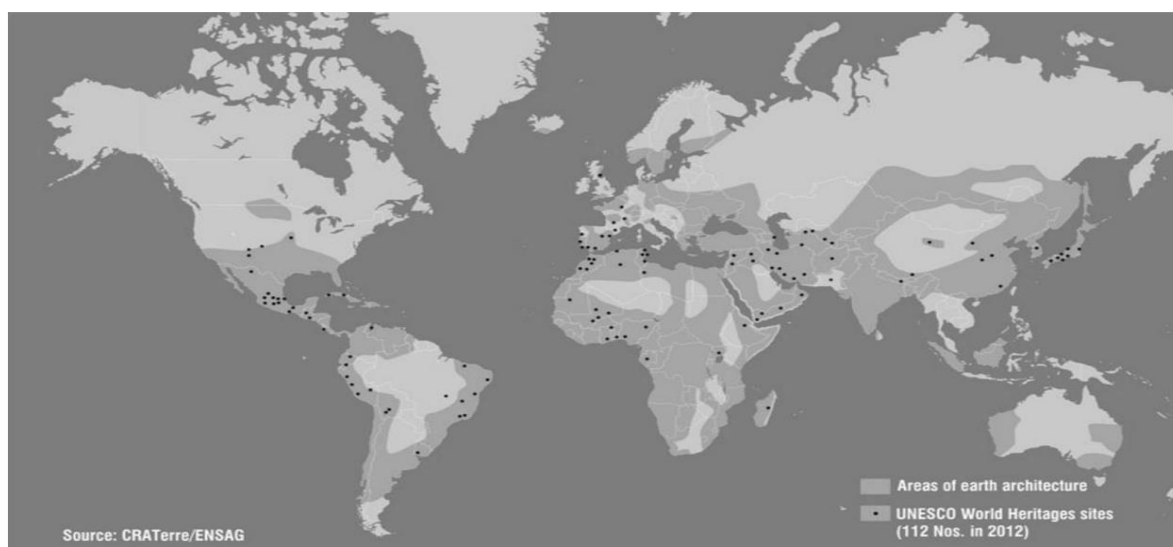 Areas of earth architecture
UNESCO World Heritages sites
(112 Nos. in 2012)
Source: CRATerre/ENSAG